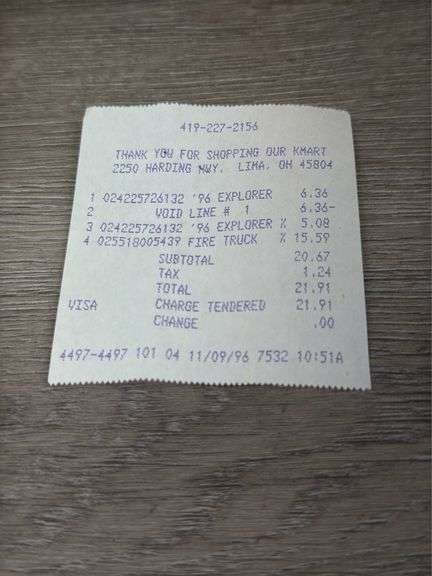 419-227-2156
THANK YOU FOR SHOPPING OUR KMART
2250 HARDING HWY. LIMA, OH 45804
1 024225726132 '96 EXPLORER 6.36
2 VOID LINE # 1 6.36-
3 024225726132 '96 EXPLORER % 5.08
4 025518005439 FIRE TRUCK % 15.59
SUBTOTAL 20.67
TAX 1.24
TOTAL 21.91
VISA CHARGE TENDERED 21.91
CHANGE .00
4497-4497 101 04 11/09/96 7532 10:51A